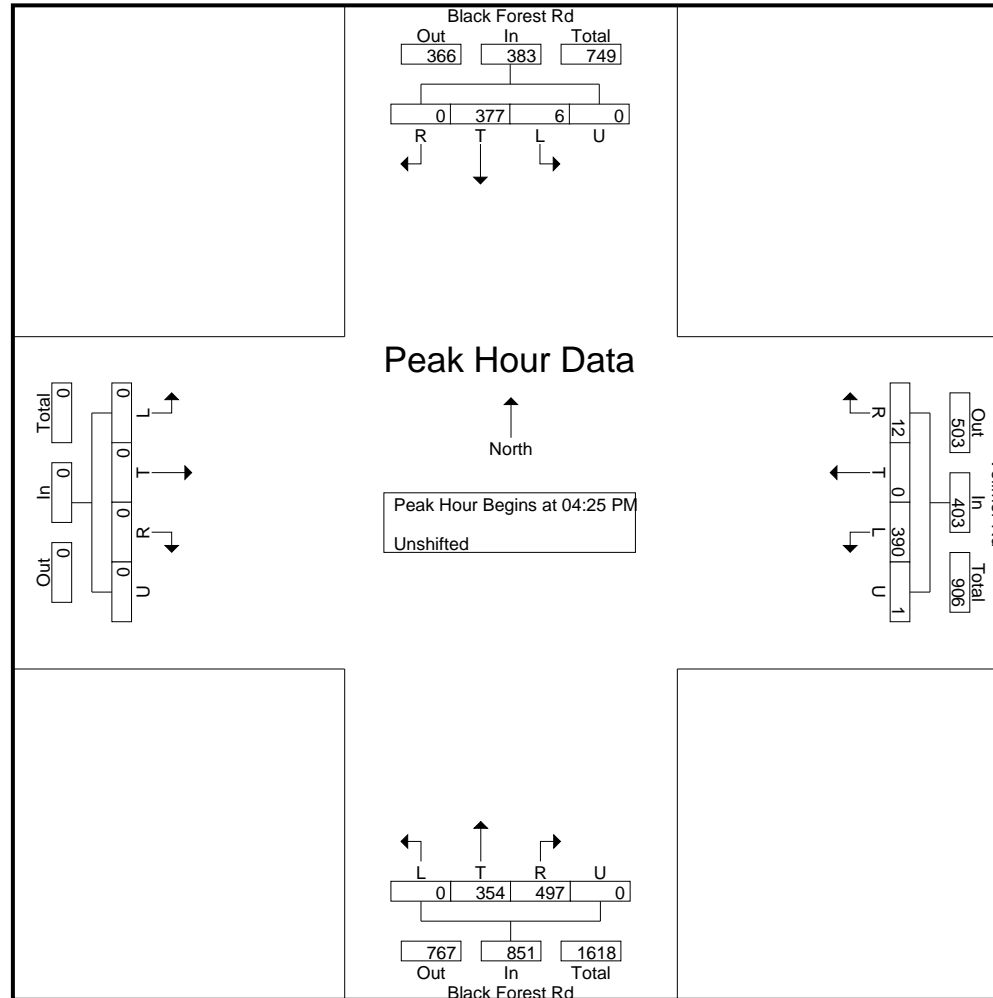 Black Forest Rd
Out In Total
366 383 749
0 377 6 0
R T L U
Peak Hour Data
North
Peak Hour Begins at 04:25 PM
Unshifted
Total 0
In 0
Out 0
L 0
T 0
R 0
U 0
R 12
T 0
L 390
U 1
Out 503
In 403
Total 906
Rd
L T R U
0 354 497 0
767 851 1618
Out In Total
Black Forest Rd